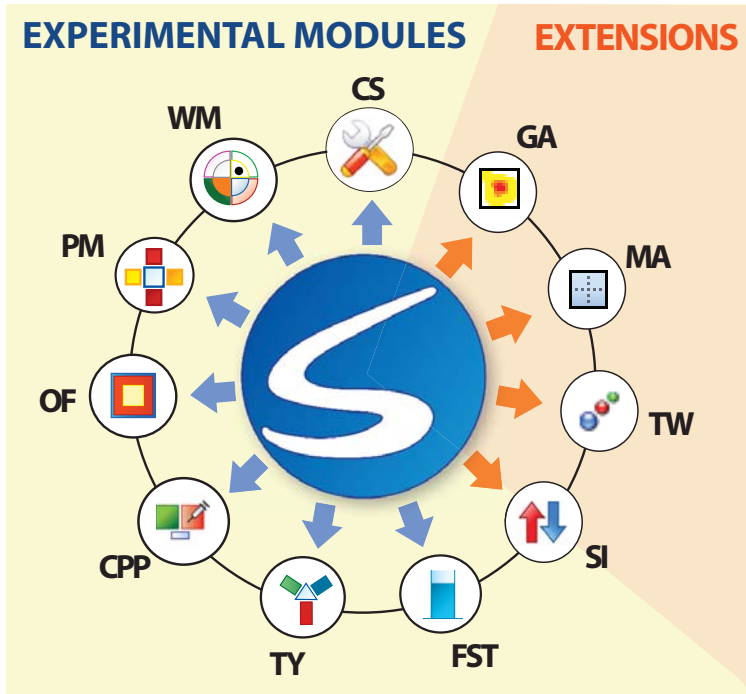 EXPERIMENTAL MODULES
EXTENSIONS
CS
WM
GA
PM
MA
OF
TW
CPP
SI
TY
FST